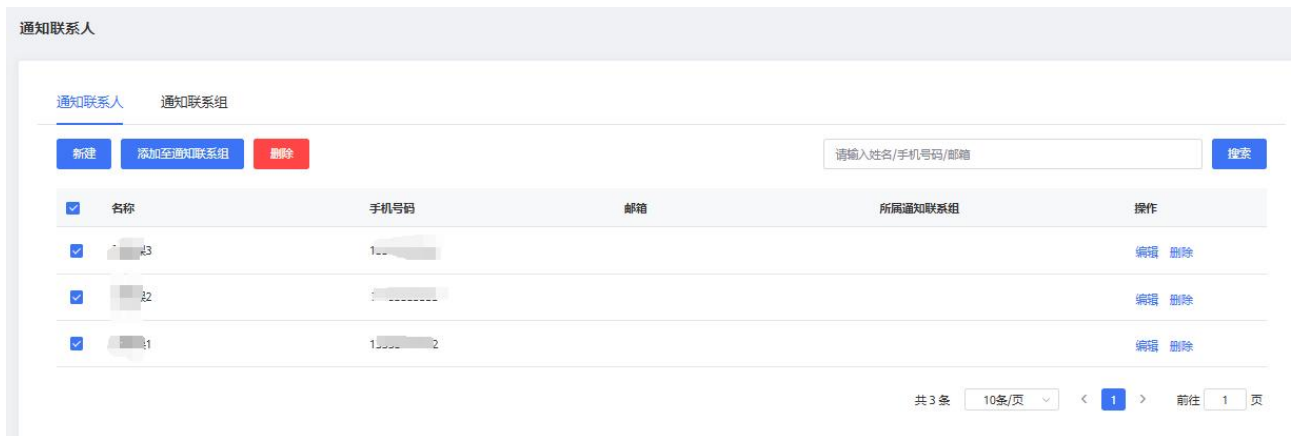 通知联系人
通知联系人 通知联系组
新建 添加至通知联系组 删除 请输入姓名/手机号码/邮箱 搜索
名称 手机号码 邮箱 所属通知联系组 操作
3 编辑 删除
2 编辑 删除
1 2 编辑 删除
共 3 条 10条/页 < 1 > 前往 1 页